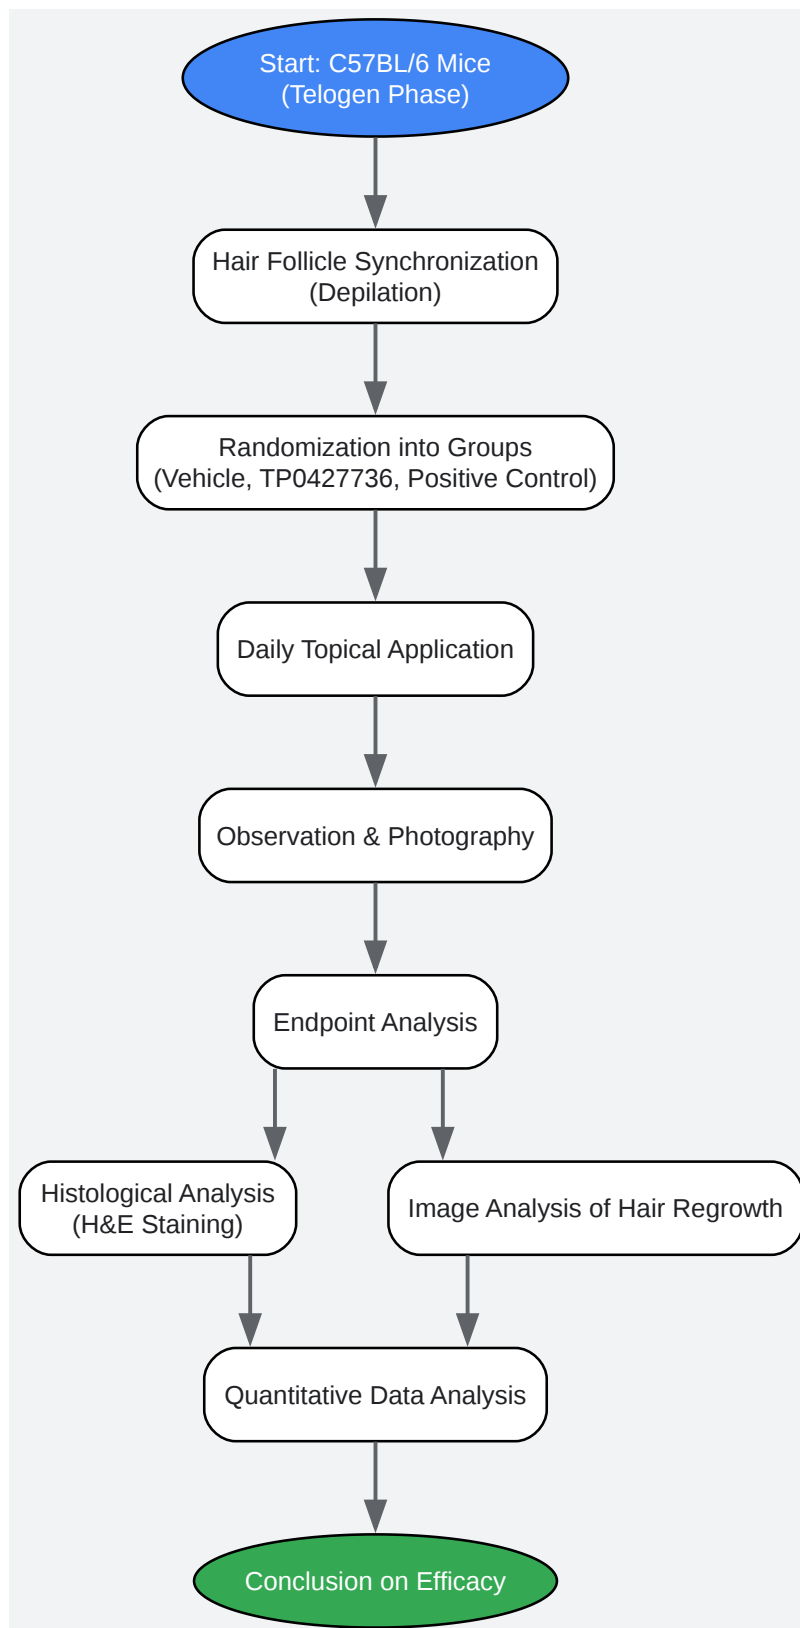 Start: C57BL/6 Mice
(Telogen Phase)
Hair Follicle Synchronization
(Depilation)
Randomization into Groups
(Vehicle, TP0427736, Positive Control)
Daily Topical Application
Observation & Photography
Endpoint Analysis
Histological Analysis
(H&E Staining)
Image Analysis of Hair Regrowth
Quantitative Data Analysis
Conclusion on Efficacy